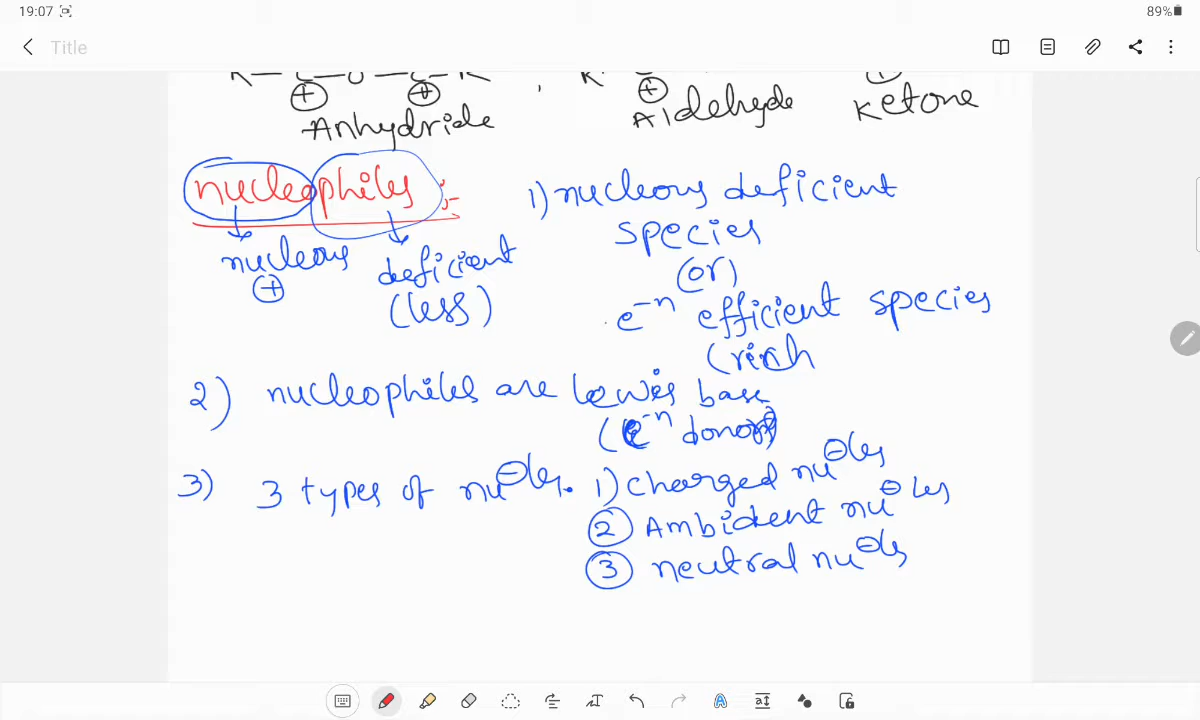 19:07
89%
Title
Anhydride
Aldehyde
Ketone
nucleophiles :-
nucleous
⊕
deficient
(less)
1) nucleous deficient
species
(or)
e⁻ⁿ efficient species
(rich
2) nucleophiles are lewis base
(e⁻ⁿ donor)
3) 3 types of nu⊖les. 1) charged nu⊖les
② Ambident nu⊖les
③ neutral nu⊖ls